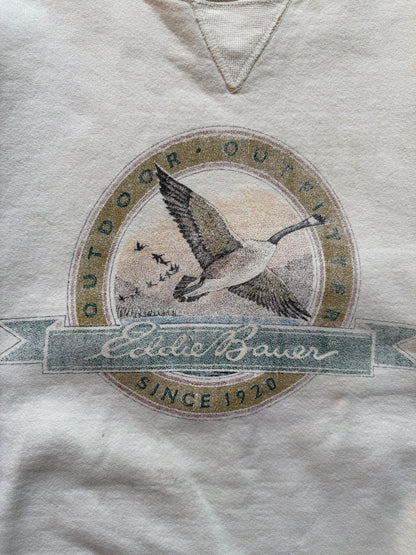 OUTDOOR · OUTFITTER
Eddie Bauer
SINCE 1920